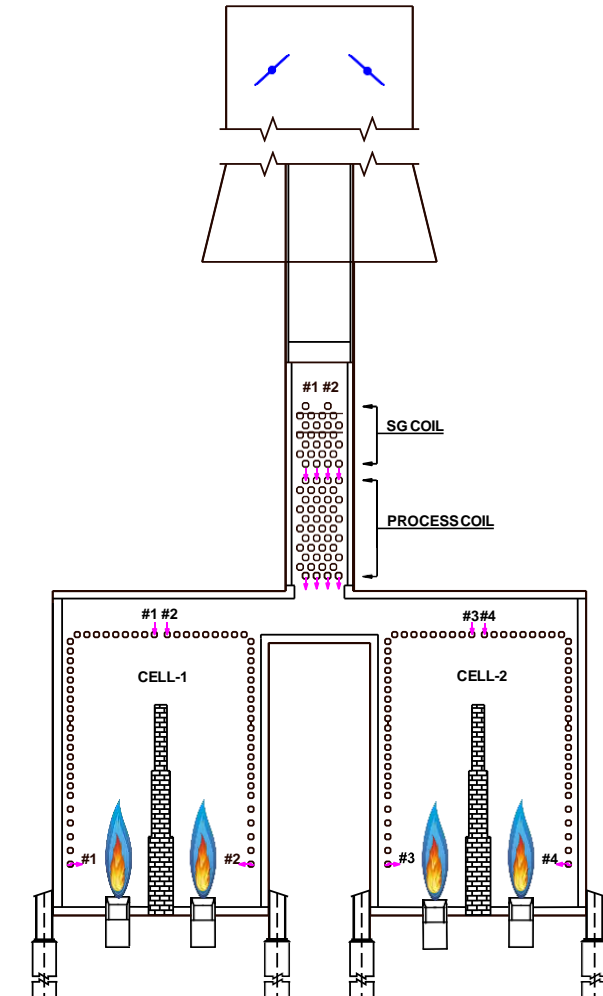 #1 #2
SG COIL
PROCESS COIL
#1 #2
#3 #4
CELL-1
CELL-2
#1
#2
#3
#4